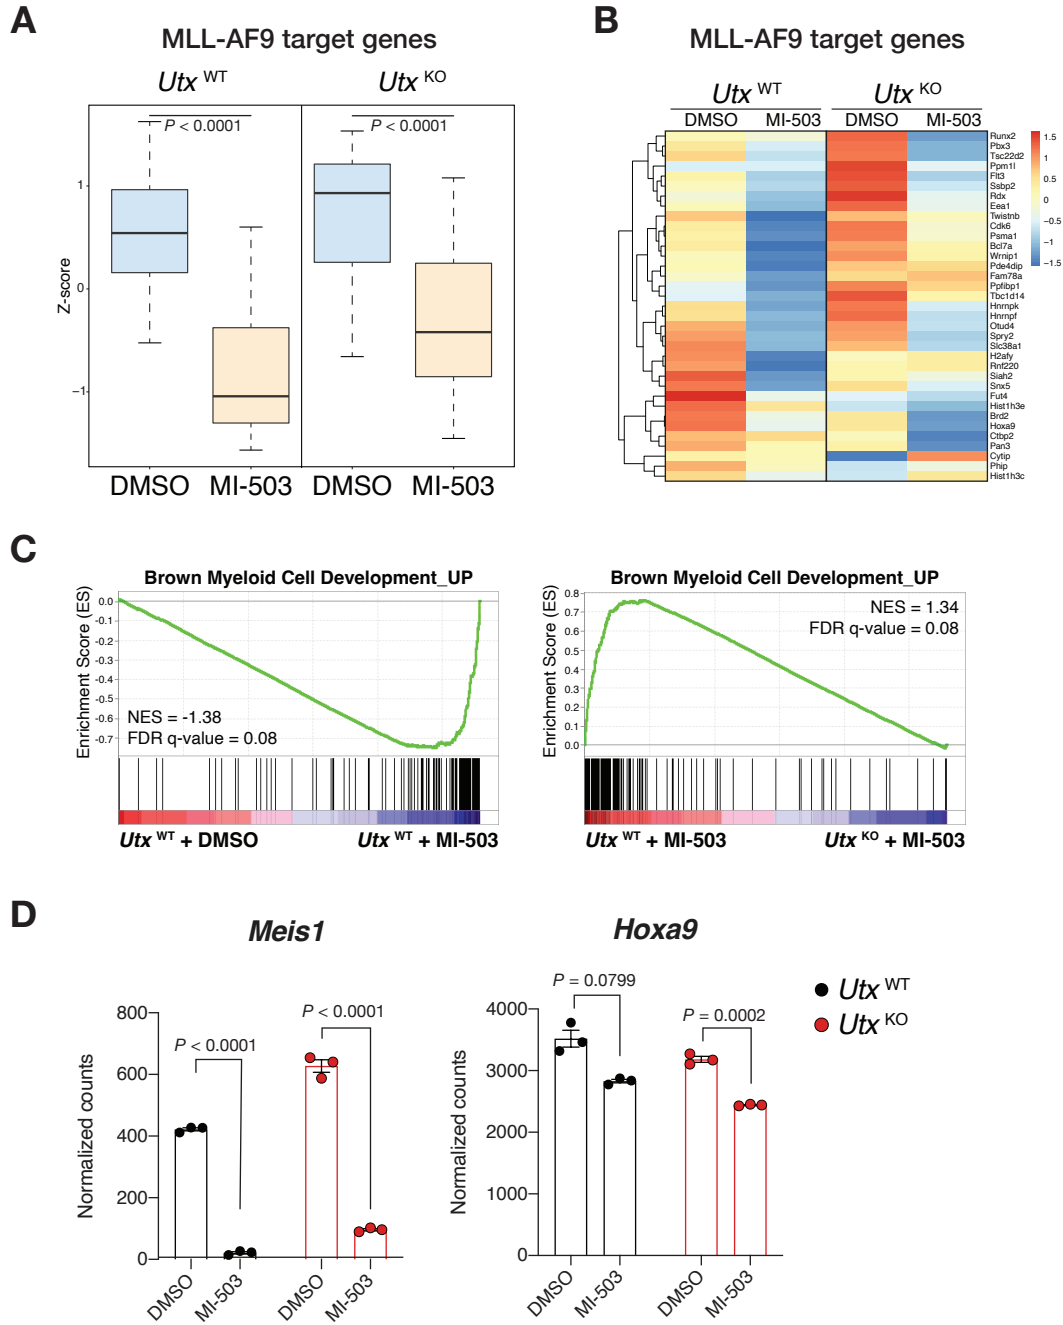 A
MLL-AF9 target genes
Utx WT
Utx KO
P < 0.0001
P < 0.0001
Z-score
1
0
−1
DMSO
MI-503
DMSO
MI-503
B
MLL-AF9 target genes
Utx WT
Utx KO
DMSO
MI-503
DMSO
MI-503
Runx2
Pbx3
Tsc22d2
Ppm1l
Flt3
Ssbp2
Rdx
Eea1
Twistnb
Cdk6
Psma1
Bcl7a
Wrnip1
Pde4dip
Fam78a
Ppfibp1
Tbc1d14
Hnrnpk
Hnrnpf
Otud4
Spry2
Slc38a1
H2afy
Rnf220
Siah2
Snx5
Fut4
Hist1h3e
Brd2
Hoxa9
Ctbp2
Pan3
Cytip
Phip
Hist1h3c
1.5
1
0.5
0
−0.5
−1
−1.5
C
Brown Myeloid Cell Development_UP
Enrichment Score (ES)
0.0
-0.1
-0.2
-0.3
-0.4
-0.5
-0.6
-0.7
NES = -1.38
FDR q-value = 0.08
Utx WT + DMSO
Utx WT + MI-503
Brown Myeloid Cell Development_UP
Enrichment Score (ES)
0.8
0.7
0.6
0.5
0.4
0.3
0.2
0.1
0.0
NES = 1.34
FDR q-value = 0.08
Utx WT + MI-503
Utx KO + MI-503
D
Meis1
Normalized counts
800
600
400
200
0
P < 0.0001
P < 0.0001
DMSO
MI-503
DMSO
MI-503
Hoxa9
Normalized counts
4000
3000
2000
1000
0
P = 0.0799
P = 0.0002
DMSO
MI-503
DMSO
MI-503
Utx WT
Utx KO